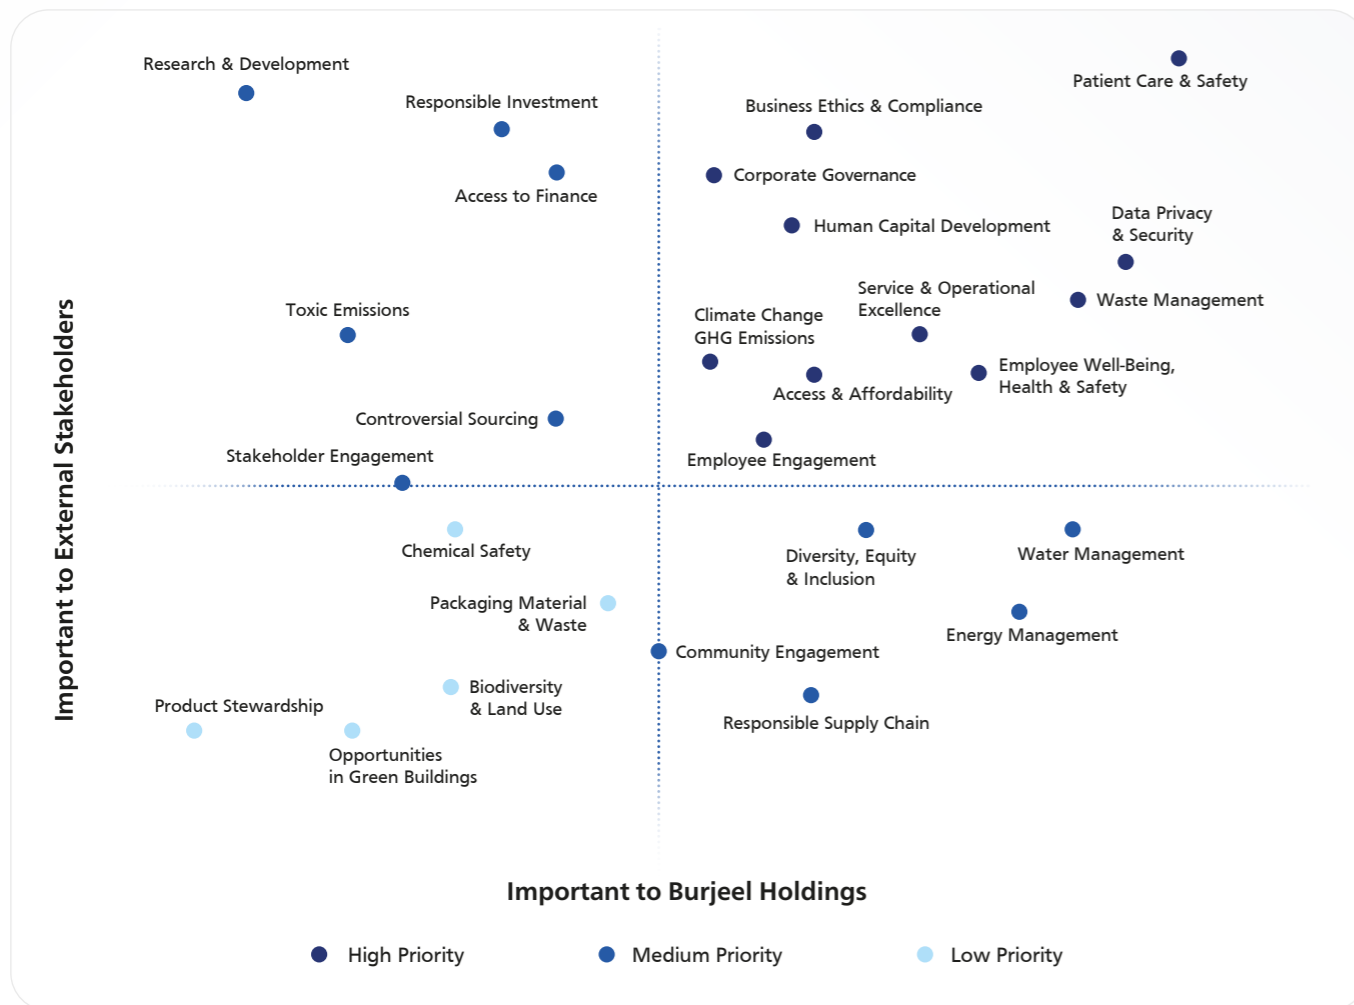 Research & Development
Patient Care & Safety
Responsible Investment
Business Ethics & Compliance
Corporate Governance
Access to Finance
Human Capital Development
Data Privacy
& Security
Service & Operational
Excellence
Waste Management
Toxic Emissions
Climate Change
GHG Emissions
Employee Well-Being,
Health & Safety
Access & Affordability
Controversial Sourcing
Stakeholder Engagement
Employee Engagement
Important to External Stakeholders
Chemical Safety
Diversity, Equity
& Inclusion
Water Management
Packaging Material
& Waste
Energy Management
Community Engagement
Biodiversity
& Land Use
Product Stewardship
Responsible Supply Chain
Opportunities
in Green Buildings
Important to Burjeel Holdings
High Priority
Medium Priority
Low Priority